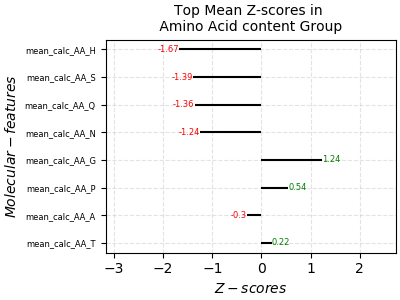 Top Mean Z-scores in
Amino Acid content Group
mean_calc_AA_H
-1.67
mean_calc_AA_S
-1.39
mean_calc_AA_Q
-1.36
mean_calc_AA_N
-1.24
mean_calc_AA_G
1.24
mean_calc_AA_P
0.54
mean_calc_AA_A
-0.3
mean_calc_AA_T
0.22
Molecular − features
−3 −2 −1 0 1 2
Z − scores